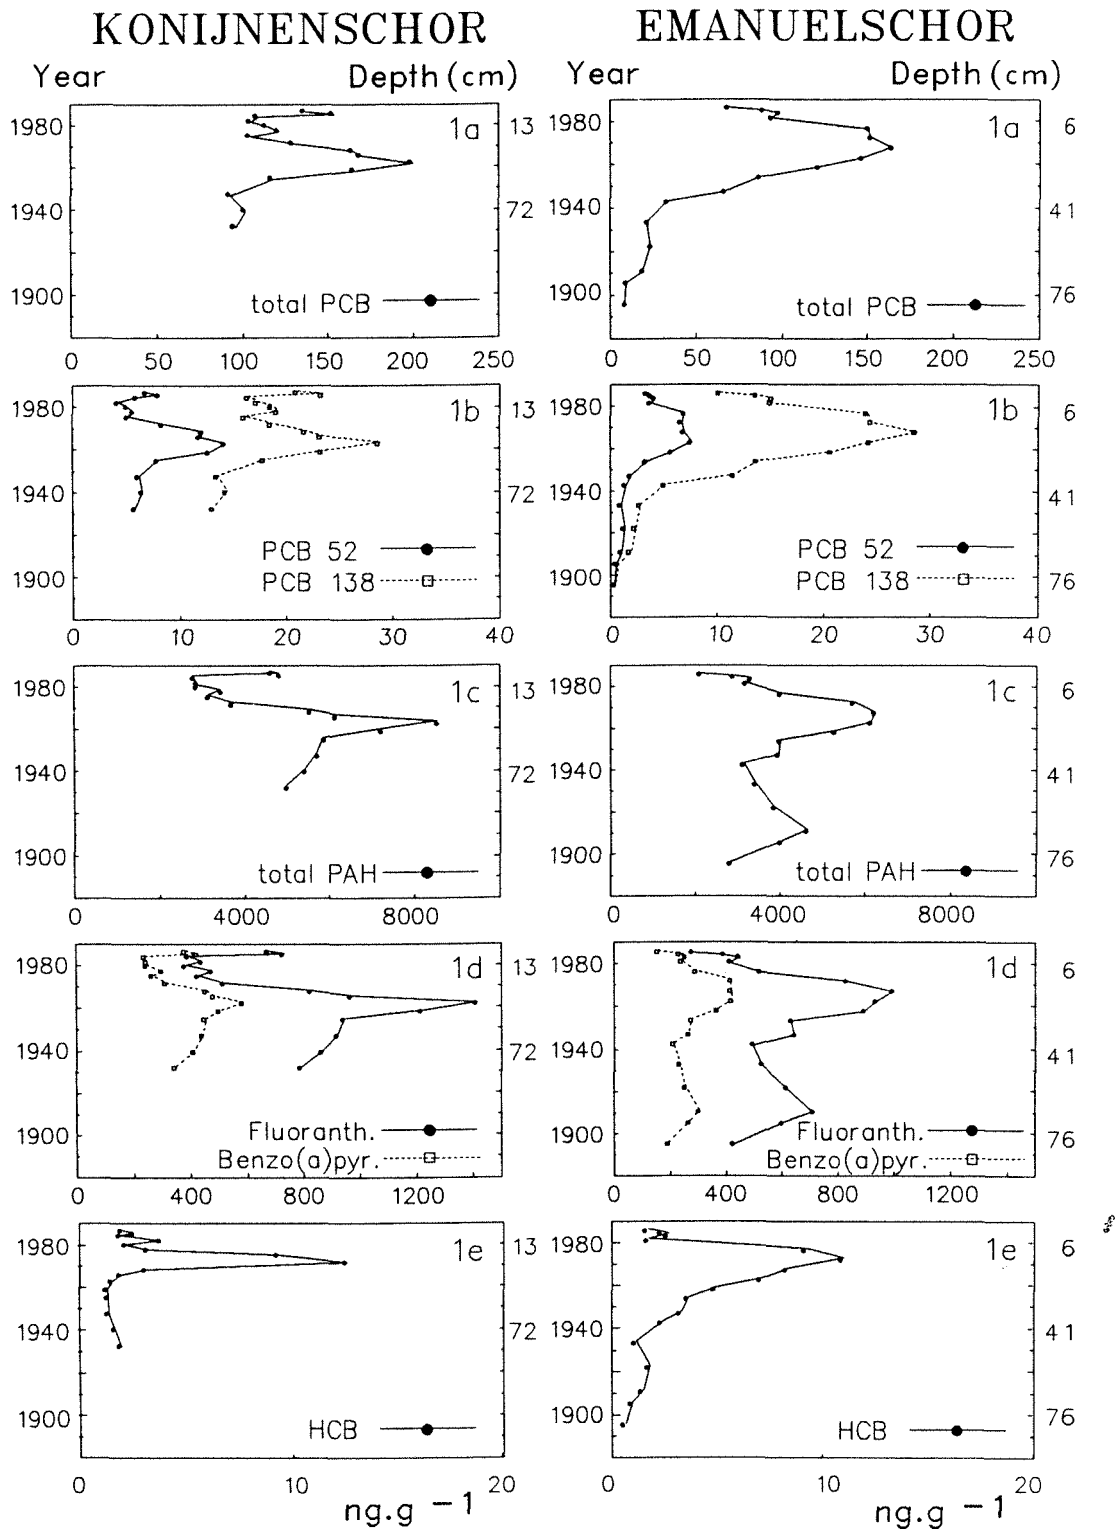 KONIJNENSCHOR EMANUELSCHOR
Year Depth (cm) Year Depth (cm)
1980 1a 13 1980 1a 6
1940 72 1940 41
1900 total PCB 1900 total PCB 76
0 50 100 150 200 250 0 50 100 150 200 250
1980 1b 13 1980 1b 6
1940 72 1940 41
PCB 52 PCB 52
1900 PCB 138 1900 PCB 138 76
0 10 20 30 40 0 10 20 30 40
1980 1c 13 1980 1c 6
1940 72 1940 41
1900 total PAH 1900 total PAH 76
0 4000 8000 0 4000 8000
1980 1d 13 1980 1d 6
1940 72 1940 41
Fluoranth. Fluoranth.
1900 Benzo(a)pyr. 1900 Benzo(a)pyr. 76
0 400 800 1200 0 400 800 1200
1980 1e 13 1980 1e 6
1940 72 1940 41
1900 HCB 1900 HCB 76
0 10 20 0 10 20
ng.g -1 ng.g -1